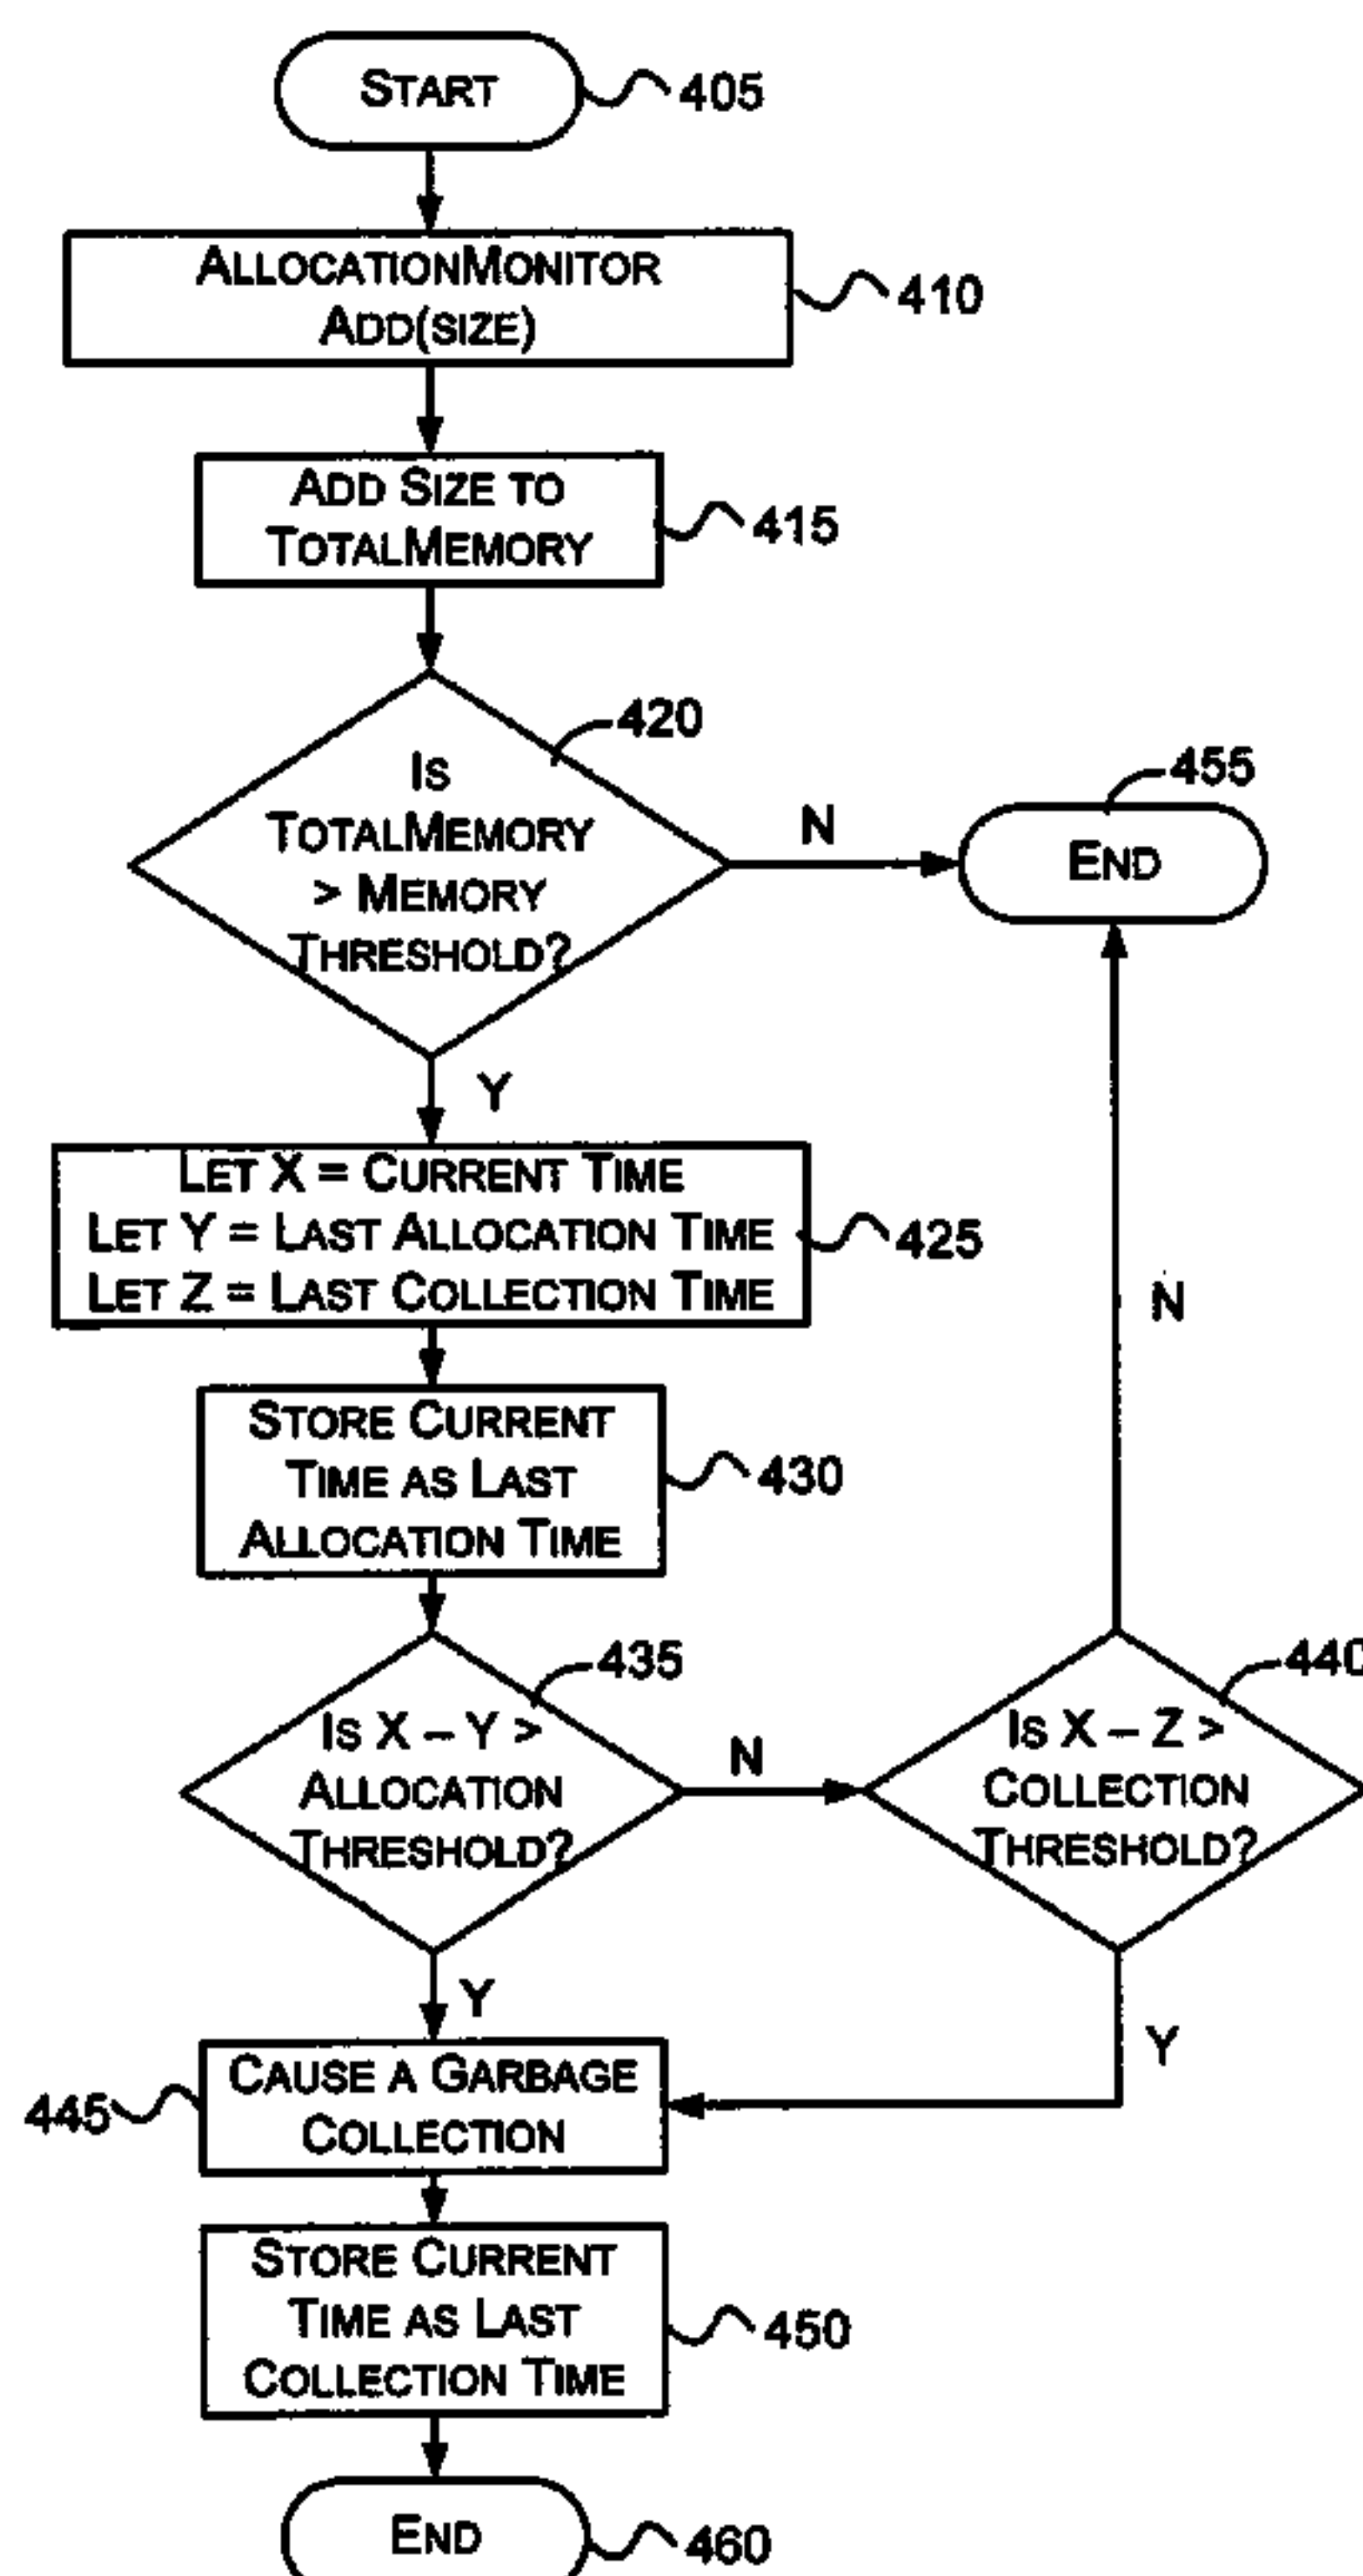 START
405
ALLOCATIONMONITOR
ADD(SIZE)
410
ADD SIZE TO
TOTALMEMORY
415
420
IS
TOTALMEMORY
> MEMORY
THRESHOLD?
N
455
END
Y
LET X = CURRENT TIME
LET Y = LAST ALLOCATION TIME
LET Z = LAST COLLECTION TIME
425
N
STORE CURRENT
TIME AS LAST
ALLOCATION TIME
430
435
IS X – Y >
ALLOCATION
THRESHOLD?
N
440
IS X – Z >
COLLECTION
THRESHOLD?
Y
Y
CAUSE A GARBAGE
COLLECTION
445
STORE CURRENT
TIME AS LAST
COLLECTION TIME
450
END
460